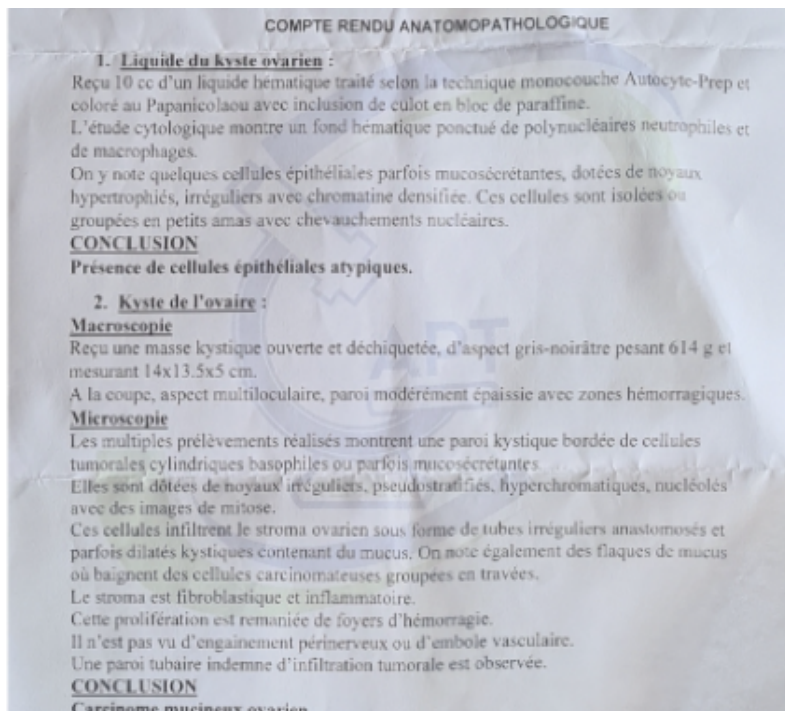 COMPTE RENDU ANATOMOPATHOLOGIQUE
1. Liquide du kyste ovarien :
Reçu 10 cc d'un liquide hématique traité selon la technique monocouche Autocyte-Prep et
coloré au Papanicolaou avec inclusion de culot en bloc de paraffine.
L'étude cytologique montre un fond hématique ponctué de polynucléaires neutrophiles et
de macrophages.
On y note quelques cellules épithéliales parfois mucosécrétantes, dotées de noyaux
hypertrophiés, irréguliers avec chromatine densifiée. Ces cellules sont isolées ou
groupées en petits amas avec chevauchements nucléaires.
CONCLUSION
Présence de cellules épithéliales atypiques.
2. Kyste de l'ovaire :
Macroscopie
Reçu une masse kystique ouverte et déchiquetée, d'aspect gris-noirâtre pesant 614 g et
mesurant 14x13.5x5 cm.
A la coupe, aspect multiloculaire, paroi modérément épaissie avec zones hémorragiques.
Microscopie
Les multiples prélèvements réalisés montrent une paroi kystique bordée de cellules
tumorales cylindriques basophiles ou parfois mucosécrétantes
Elles sont dôtées de noyaux irréguliers, pseudostratifiés, hyperchromatiques, nucléolés
avec des images de mitose.
Ces cellules infiltrent le stroma ovarien sous forme de tubes irréguliers anastomosés et
parfois dilatés kystiques contenant du mucus. On note également des flaques de mucus
où baignent des cellules carcinomateuses groupées en travées.
Le stroma est fibroblastique et inflammatoire.
Cette prolifération est remaniée de foyers d'hémorragie.
Il n'est pas vu d'engainement périnerveux ou d'embole vasculaire.
Une paroi tubaire indemne d'infiltration tumorale est observée.
CONCLUSION
Carcinome mucineux ovarien
APT